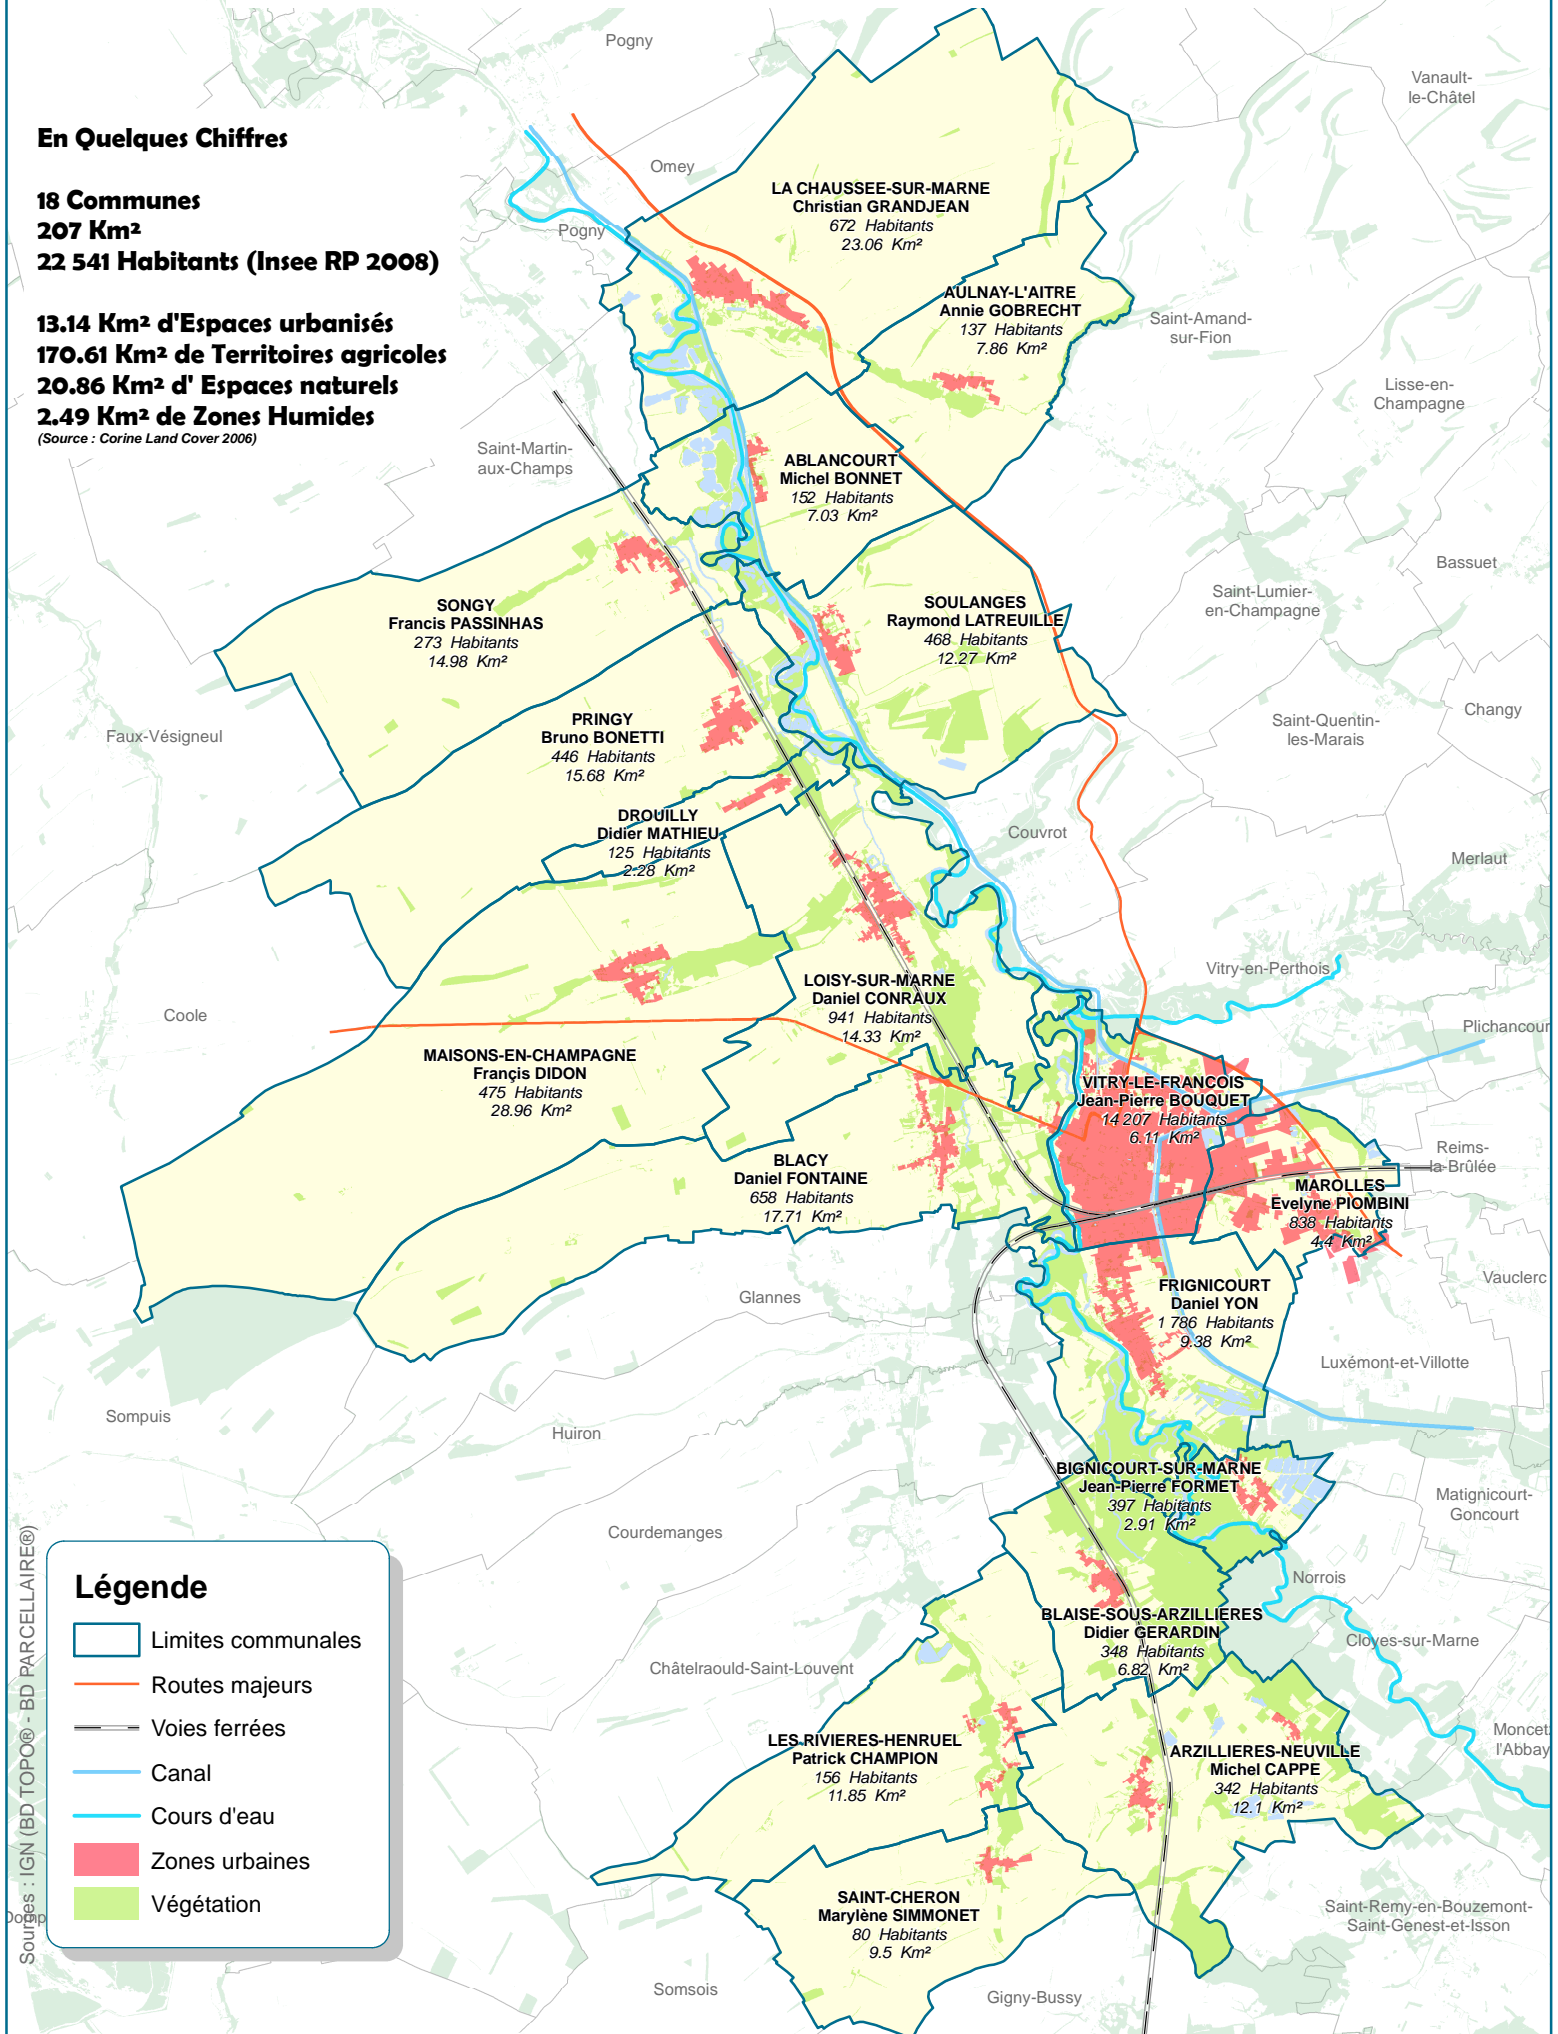 Pogny
Vanault-
le-Châtel
En Quelques Chiffres
18 Communes
207 Km²
22 541 Habitants (Insee RP 2008)
13.14 Km² d'Espaces urbanisés
170.61 Km² de Territoires agricoles
20.86 Km² d' Espaces naturels
2.49 Km² de Zones Humides
(Source : Corine Land Cover 2006)
Omey
LA CHAUSSEE-SUR-MARNE
Christian GRANDJEAN
672 Habitants
23.06 Km²
Pogny
AULNAY-L'AITRE
Annie GOBRECHT
137 Habitants
7.86 Km²
Saint-Amand-
sur-Fion
Lisse-en-
Champagne
Saint-Martin-
aux-Champs
ABLANCOURT
Michel BONNET
152 Habitants
7.03 Km²
Bassuet
Saint-Lumier-
en-Champagne
SONGY
Francis PASSINHAS
273 Habitants
14.98 Km²
SOULANGES
Raymond LATREUILLE
468 Habitants
12.27 Km²
Faux-Vésigneul
PRINGY
Bruno BONETTI
446 Habitants
15.68 Km²
Saint-Quentin-
les-Marais
Changy
DROUILLY
Didier MATHIEU
125 Habitants
2.28 Km²
Couvrot
Merlaut
Vitry-en-Perthois
LOISY-SUR-MARNE
Daniel CONRAUX
941 Habitants
14.33 Km²
Coole
Plichancour
MAISONS-EN-CHAMPAGNE
Françis DIDON
475 Habitants
28.96 Km²
VITRY-LE-FRANCOIS
Jean-Pierre BOUQUET
14 207 Habitants
6.11 Km²
Reims-
la-Brûlée
BLACY
Daniel FONTAINE
658 Habitants
17.71 Km²
MAROLLES
Evelyne PIOMBINI
838 Habitants
4.4 Km²
Vauclerc
Glannes
FRIGNICOURT
Daniel YON
1 786 Habitants
9.38 Km²
Luxémont-et-Villotte
Sompuis
Huiron
BIGNICOURT-SUR-MARNE
Jean-Pierre FORMET
397 Habitants
2.91 Km²
Matignicourt-
Goncourt
Courdemanges
Norrois
BLAISE-SOUS-ARZILLIERES
Didier GERARDIN
348 Habitants
6.82 Km²
Cloyes-sur-Marne
Châtelraould-Saint-Louvent
Moncet
l'Abbay
LES RIVIERES-HENRUEL
Patrick CHAMPION
156 Habitants
11.85 Km²
ARZILLIERES-NEUVILLE
Michel CAPPE
342 Habitants
12.1 Km²
SAINT-CHERON
Marylène SIMMONET
80 Habitants
9.5 Km²
Saint-Remy-en-Bouzemont-
Saint-Genest-et-Isson
Somsois
Gigny-Bussy
Légende
Limites communales
Routes majeurs
Voies ferrées
Canal
Cours d'eau
Zones urbaines
Végétation
Domp
Sources : IGN (BD TOPO® - BD PARCELLAIRE®)